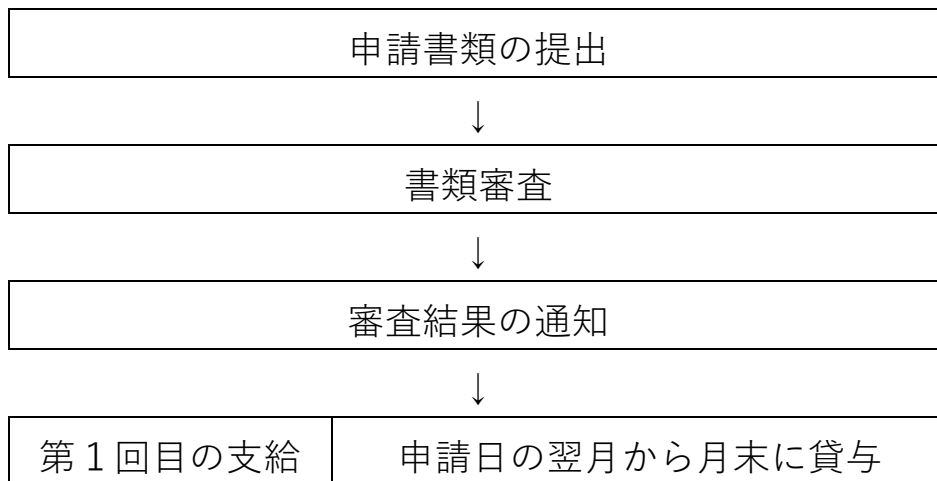 申請書類の提出
↓
書類審査
↓
審査結果の通知
↓
第１回目の支給 申請日の翌月から月末に貸与